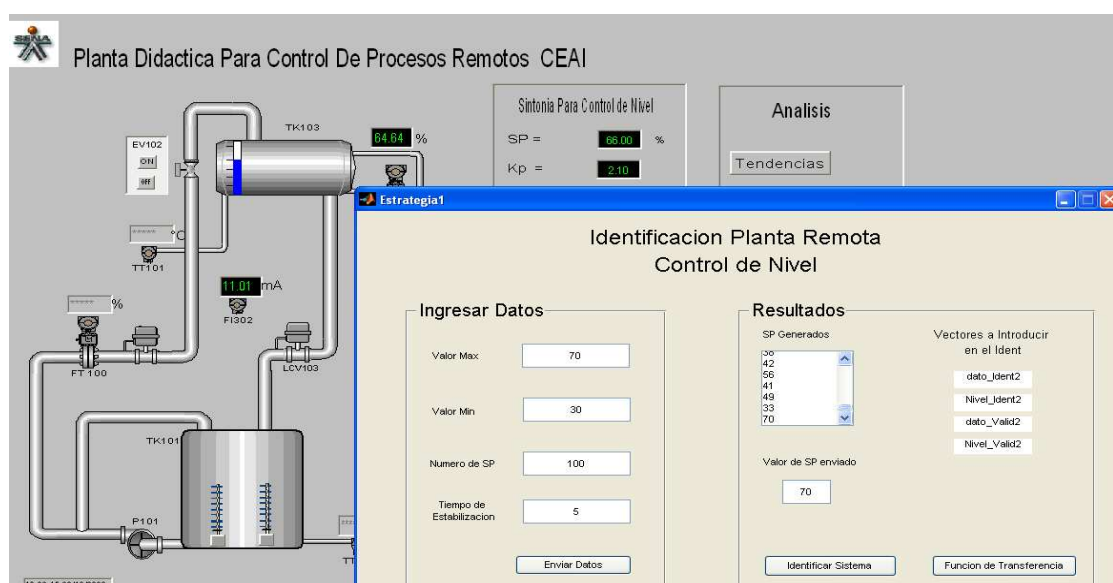 SENA
Planta Didactica Para Control De Procesos Remotos CEAI
Sintonia Para Control de Nivel
SP = 66.00 %
Kp = 2.10
Analisis
Tendencias
EV102
ON
off
TK103
64.64 %
***** °C
TT101
11.01 mA
FI302
***** %
FT 100
LCV103
TK101
P101
Estrategia1
Identificacion Planta Remota
Control de Nivel
Ingresar Datos
Valor Max 70
Valor Min 30
Numero de SP 100
Tiempo de
Estabilizacion 5
Enviar Datos
Resultados
SP Generados
38
42
56
41
49
33
70
Valor de SP enviado
70
Identificar Sistema
Vectores a Introducir
en el Ident
dato_Ident2
Nivel_Ident2
dato_Valid2
Nivel_Valid2
Funcion de Transferencia